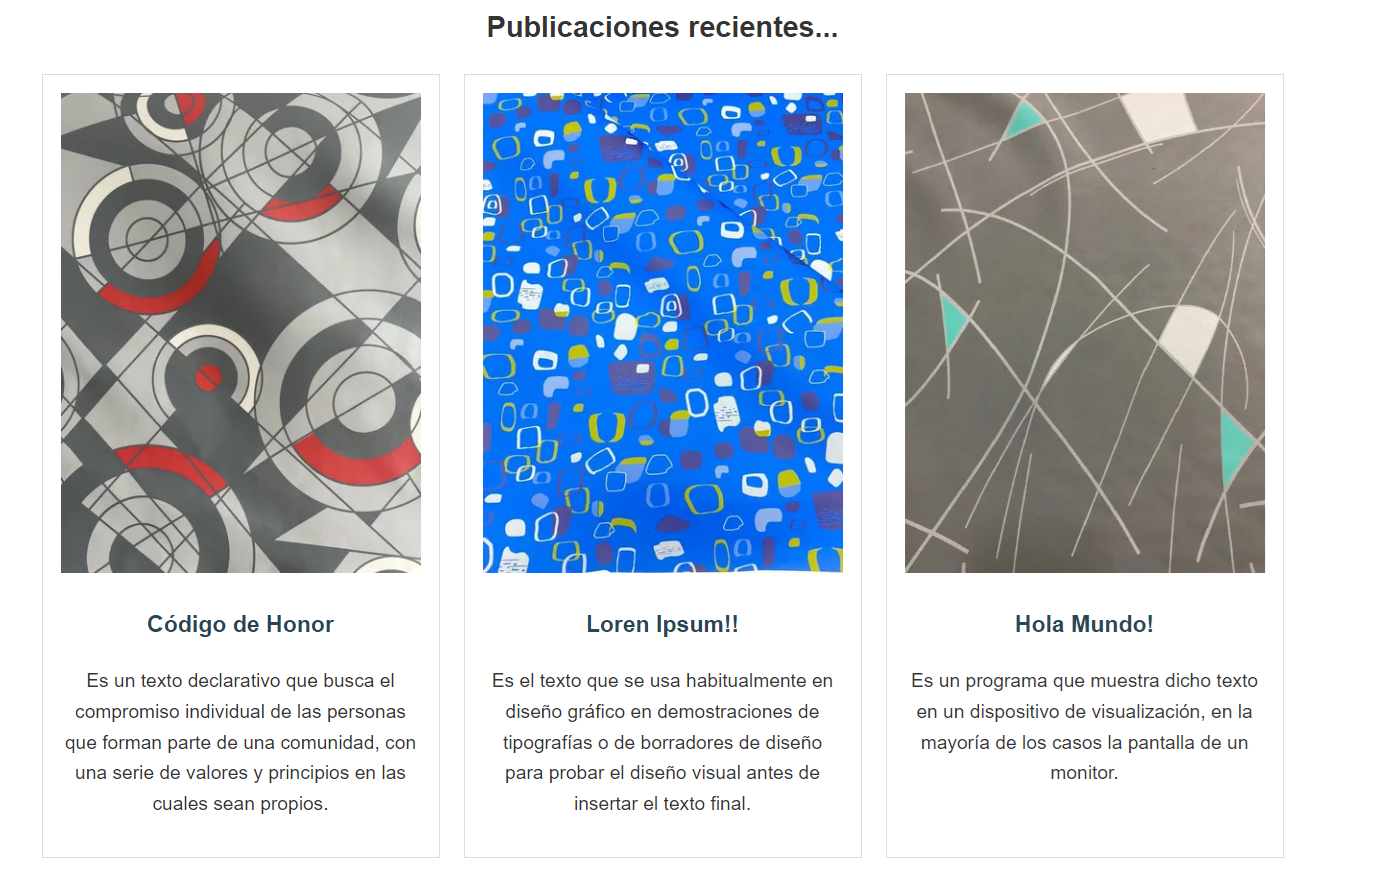 Publicaciones recientes...
Código de Honor
Es un texto declarativo que busca el
compromiso individual de las personas
que forman parte de una comunidad, con
una serie de valores y principios en las
cuales sean propios.
Loren Ipsum!!
Es el texto que se usa habitualmente en
diseño gráfico en demostraciones de
tipografías o de borradores de diseño
para probar el diseño visual antes de
insertar el texto final.
Hola Mundo!
Es un programa que muestra dicho texto
en un dispositivo de visualización, en la
mayoría de los casos la pantalla de un
monitor.